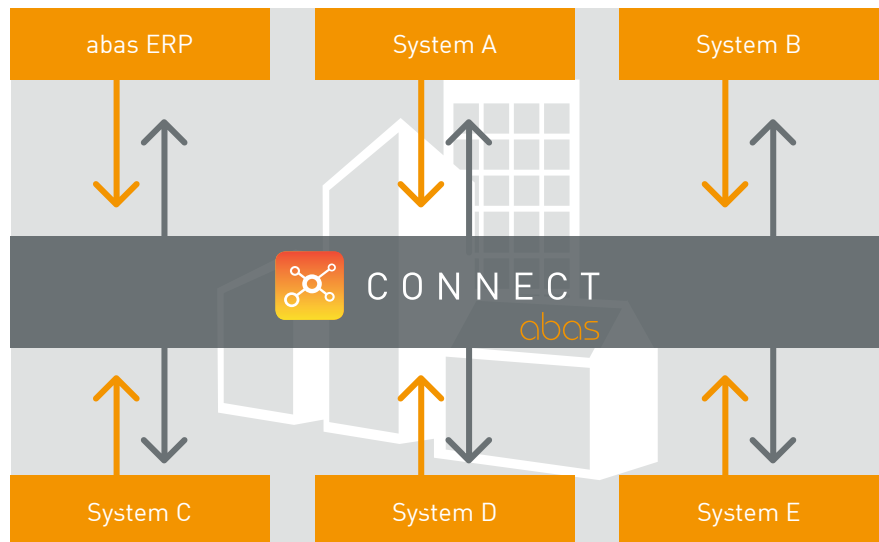 abas ERP
System A
System B
CONNECT
abas
System C
System D
System E